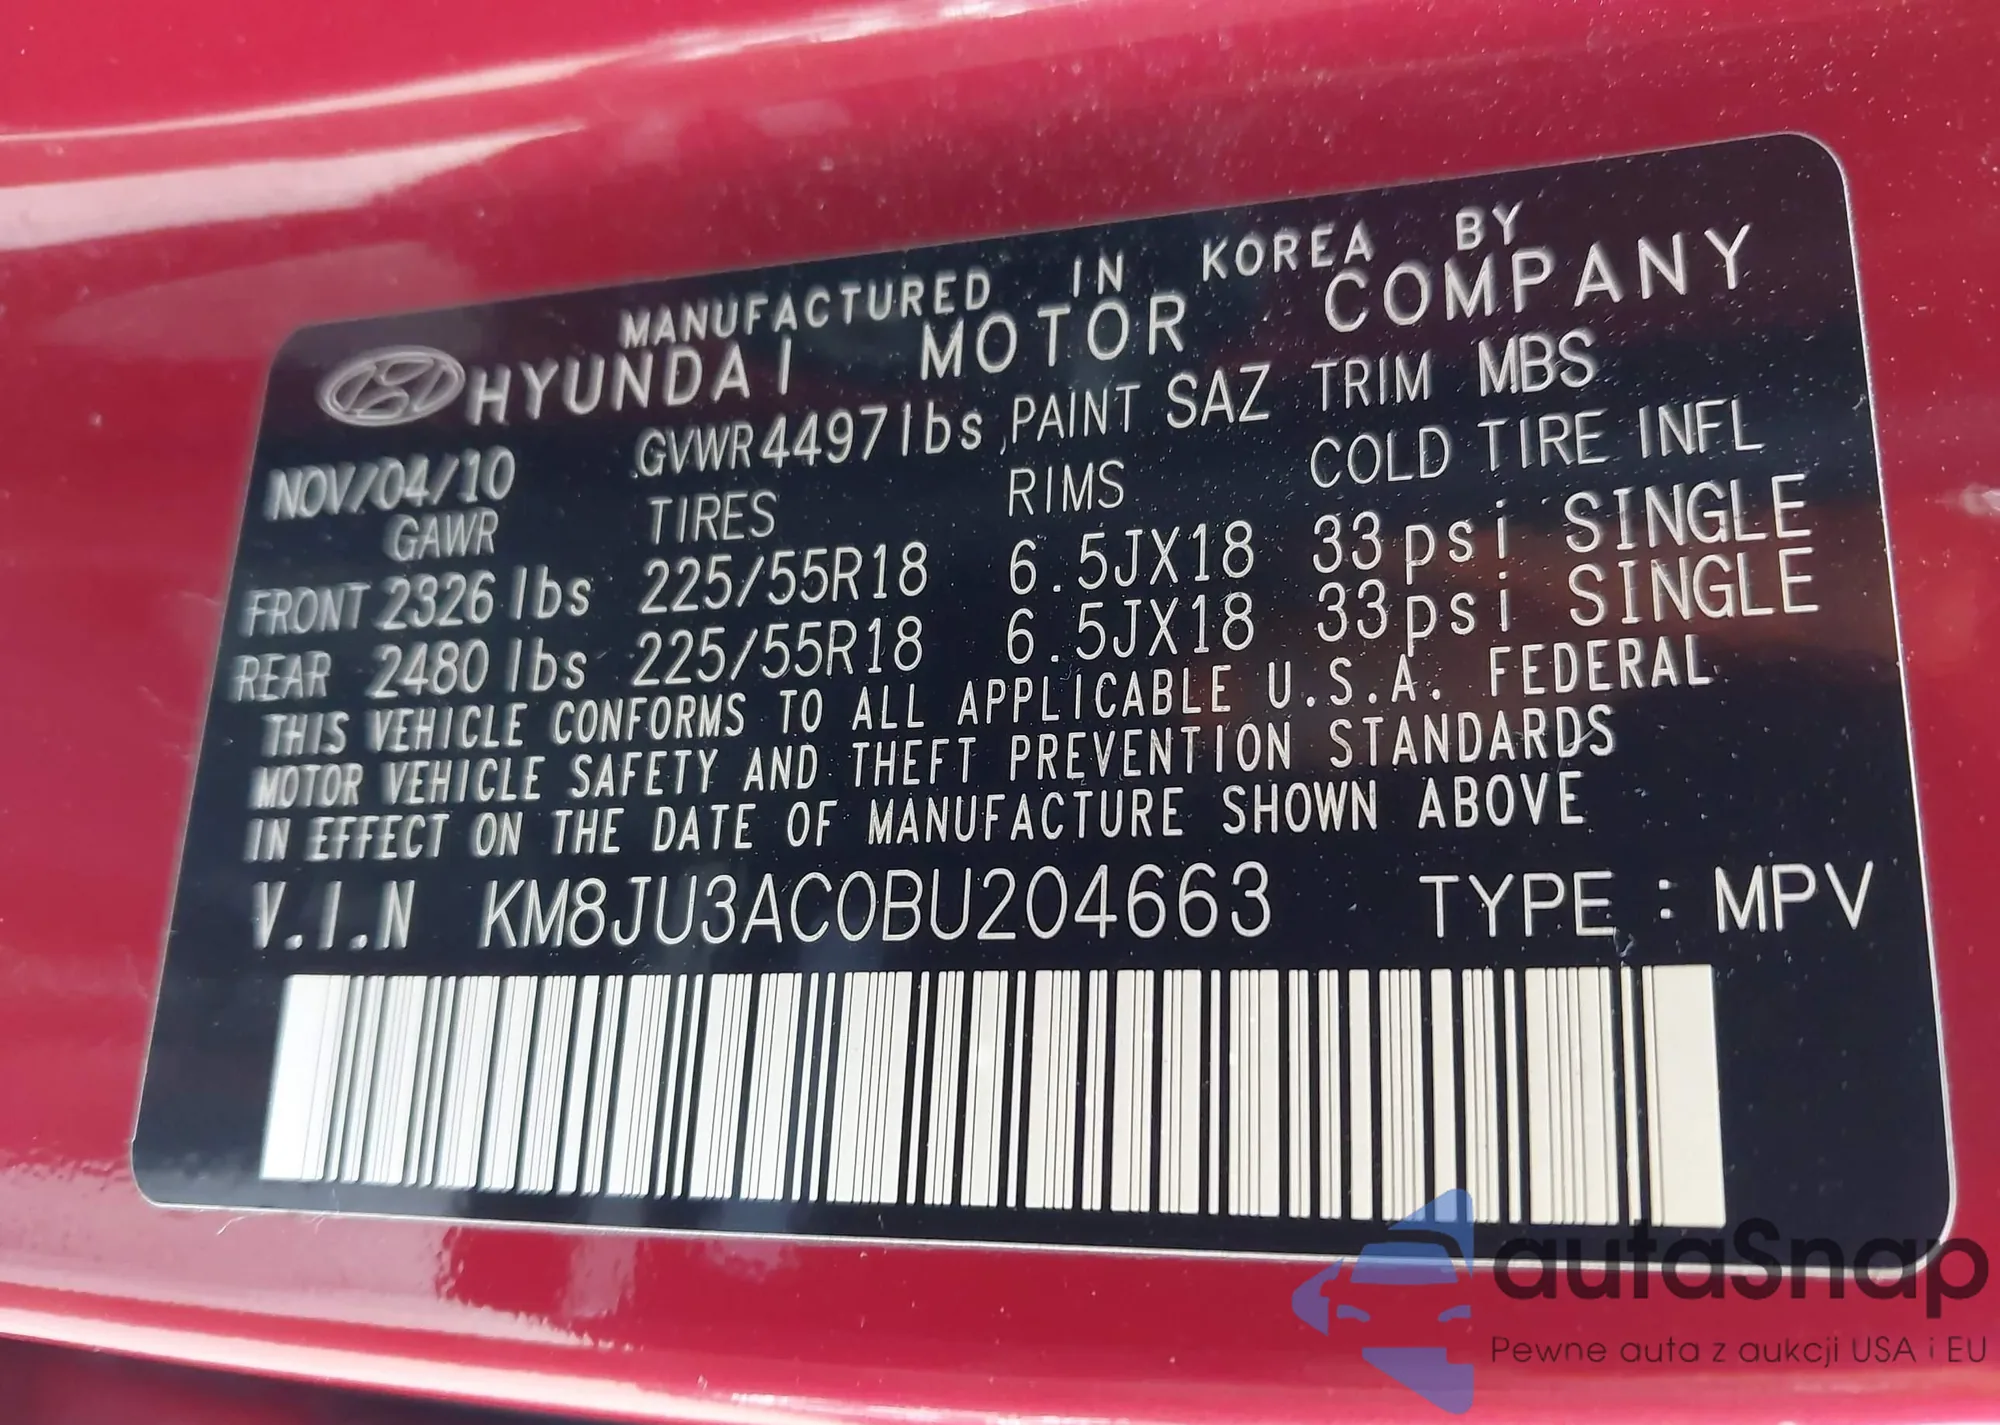 MANUFACTURED IN KOREA BY
HYUNDAI MOTOR COMPANY
NOV/04/10 GVWR 4497lbs, PAINT SAZ TRIM MBS
GAWR TIRES RIMS COLD TIRE INFL
FRONT 2326 lbs 225/55R18 6.5JX18 33psi SINGLE
REAR 2480 lbs 225/55R18 6.5JX18 33psi SINGLE
THIS VEHICLE CONFORMS TO ALL APPLICABLE U.S.A. FEDERAL
MOTOR VEHICLE SAFETY AND THEFT PREVENTION STANDARDS
IN EFFECT ON THE DATE OF MANUFACTURE SHOWN ABOVE
V.I.N KM8JU3AC0BU204663 TYPE : MPV
autaSnap
Pewne auta z aukcji USA i EU